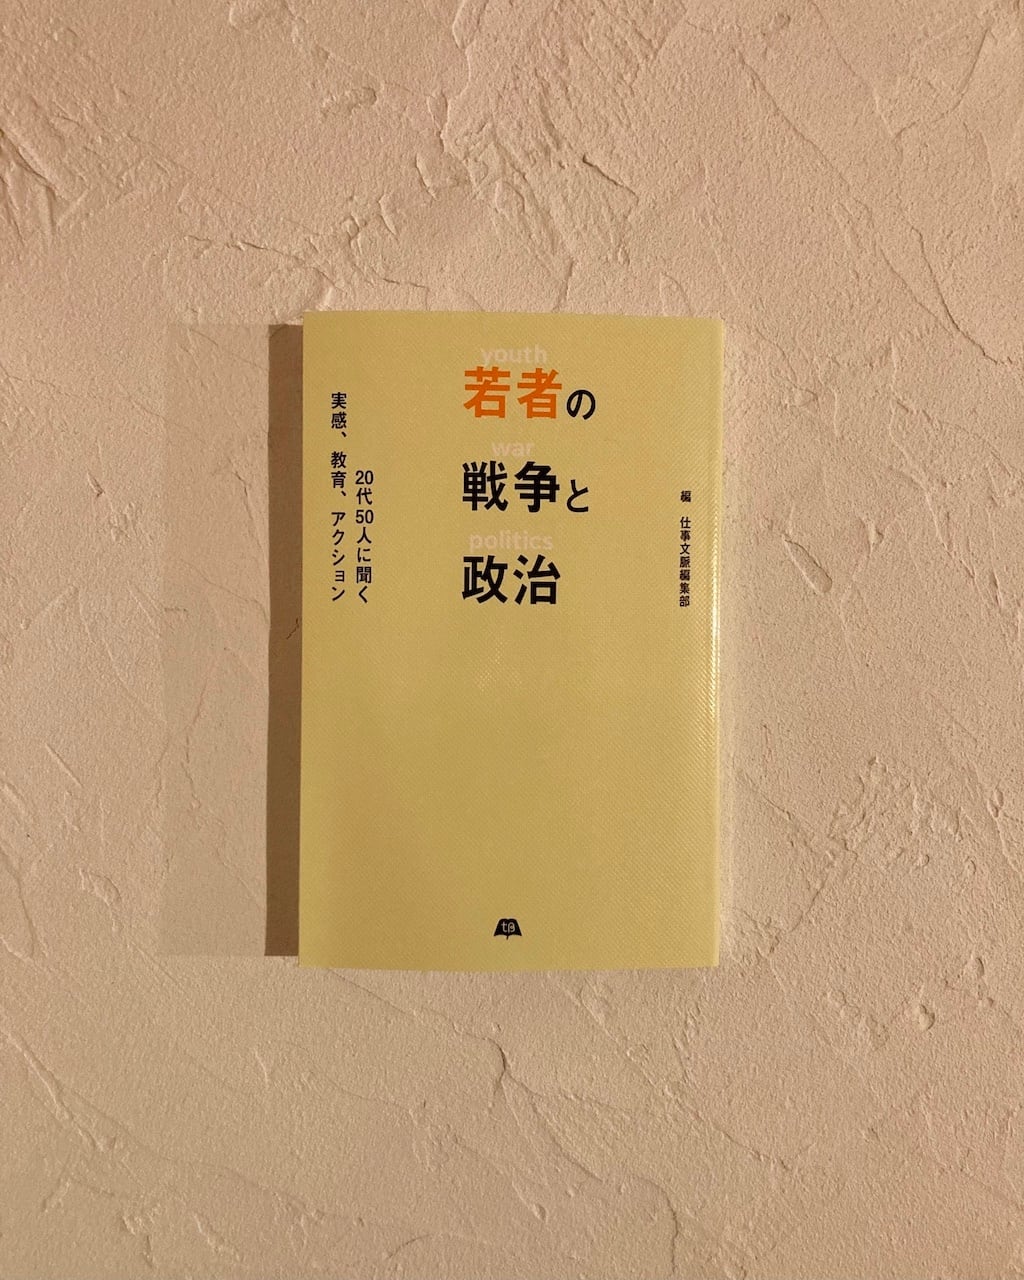 youth
若者の
war
戦争と
politics
政治
20代50人に聞く
実感、教育、アクション
編 仕事文脈編集部
tB